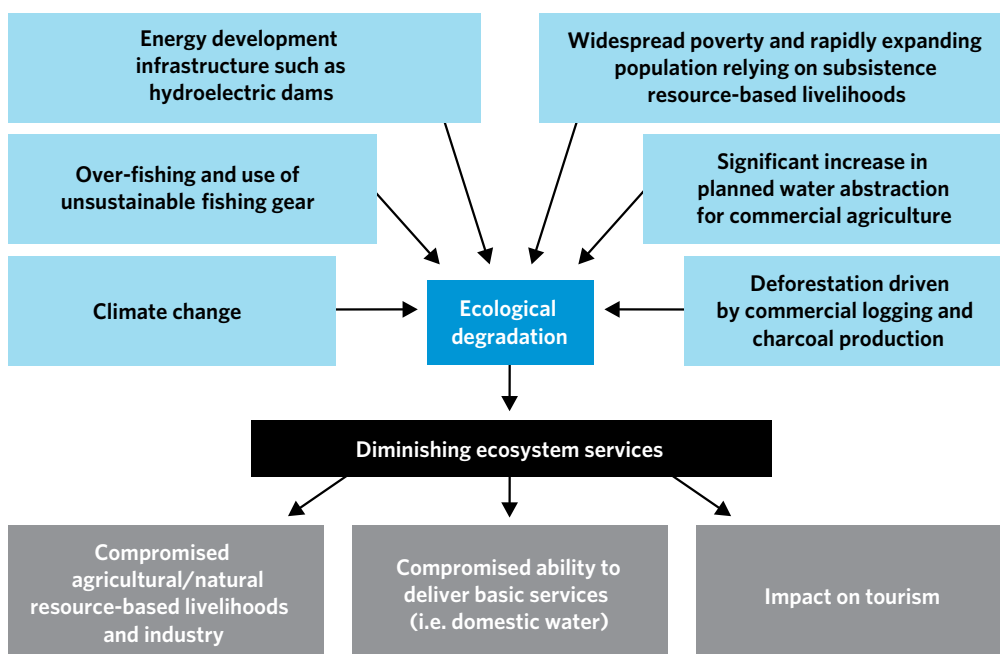 Energy development
infrastructure such as
hydroelectric dams
Widespread poverty and rapidly expanding
population relying on subsistence
resource-based livelihoods
Over-fishing and use of
unsustainable fishing gear
Significant increase in
planned water abstraction
for commercial agriculture
Climate change
Ecological
degradation
Deforestation driven
by commercial logging and
charcoal production
Diminishing ecosystem services
Compromised
agricultural/natural
resource-based livelihoods
and industry
Compromised ability to
deliver basic services
(i.e. domestic water)
Impact on tourism